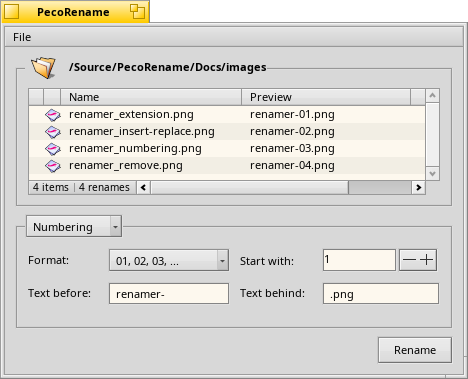 PecoRename
File
/Source/PecoRename/Docs/images
Name Preview
renamer_extension.png renamer-01.png
renamer_insert-replace.png renamer-02.png
renamer_numbering.png renamer-03.png
renamer_remove.png renamer-04.png
4 items 4 renames
Numbering
Format: 01, 02, 03, ... Start with: 1
Text before: renamer- Text behind: .png
Rename